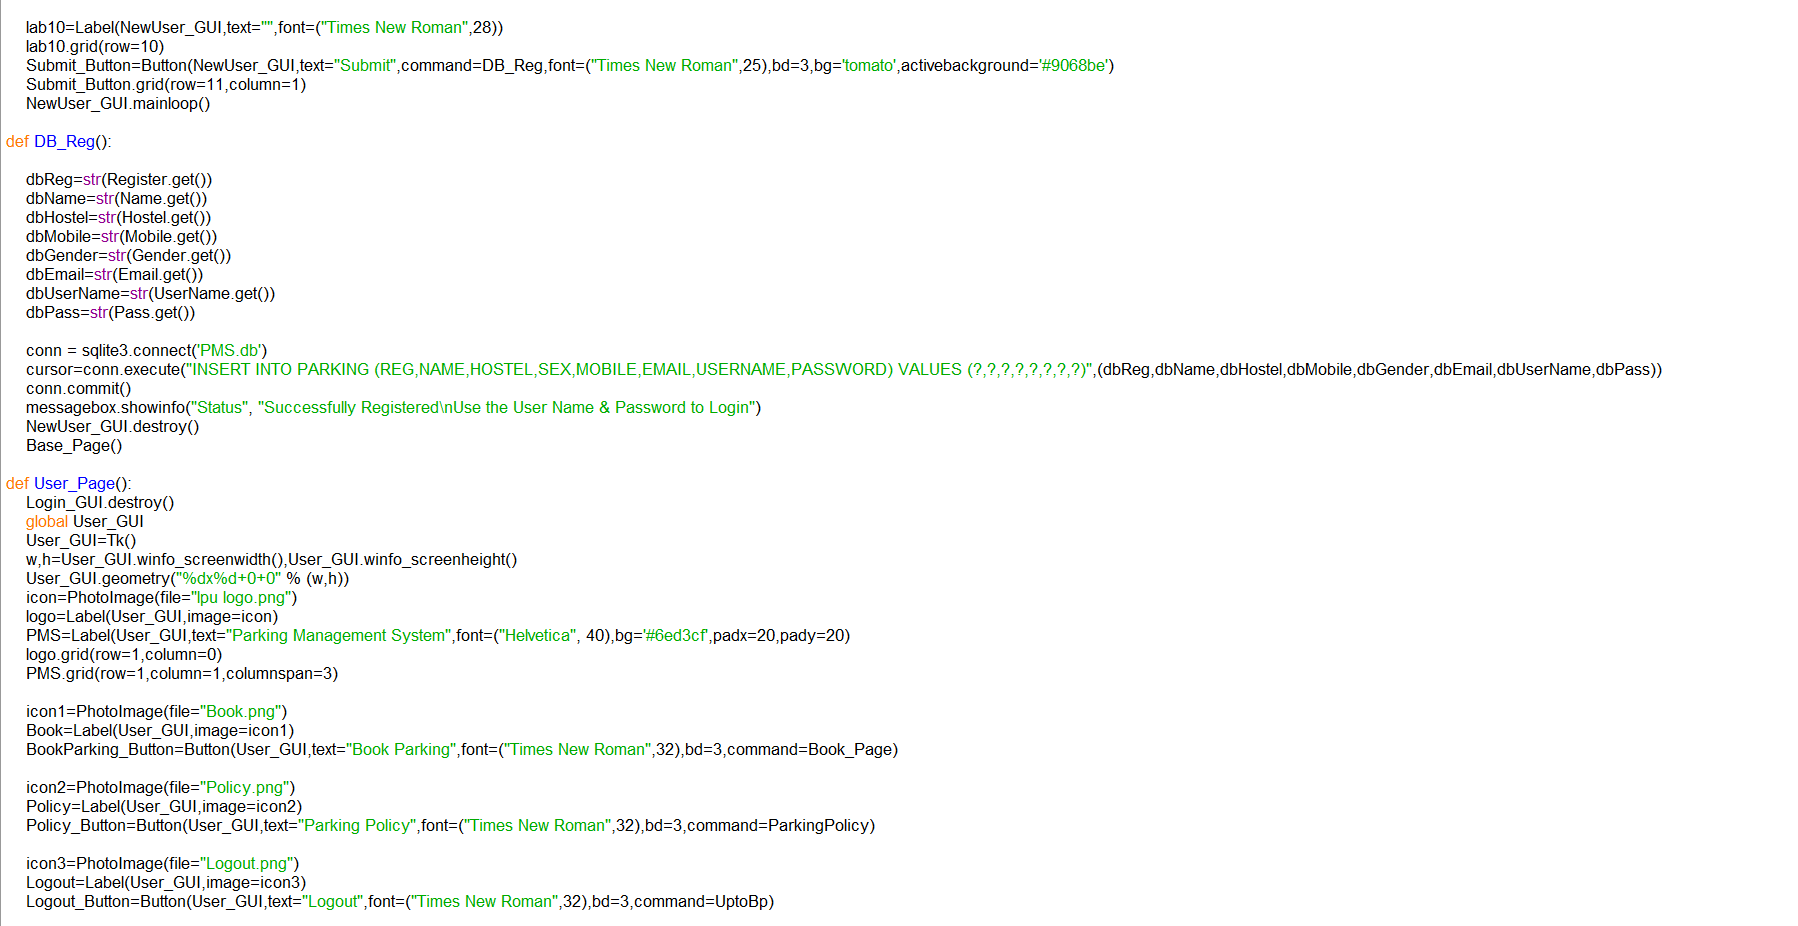 lab10=Label(NewUser_GUI,text="",font=("Times New Roman",28))
lab10.grid(row=10)
Submit_Button=Button(NewUser_GUI,text="Submit",command=DB_Reg,font=("Times New Roman",25),bd=3,bg='tomato',activebackground='#9068be')
Submit_Button.grid(row=11,column=1)
NewUser_GUI.mainloop()
def DB_Reg():
dbReg=str(Register.get())
dbName=str(Name.get())
dbHostel=str(Hostel.get())
dbMobile=str(Mobile.get())
dbGender=str(Gender.get())
dbEmail=str(Email.get())
dbUserName=str(UserName.get())
dbPass=str(Pass.get())
conn = sqlite3.connect('PMS.db')
cursor=conn.execute("INSERT INTO PARKING (REG,NAME,HOSTEL,SEX,MOBILE,EMAIL,USERNAME,PASSWORD) VALUES (?,?,?,?,?,?,?,?)",(dbReg,dbName,dbHostel,dbMobile,dbGender,dbEmail,dbUserName,dbPass))
conn.commit()
messagebox.showinfo("Status", "Successfully Registered\nUse the User Name & Password to Login")
NewUser_GUI.destroy()
Base_Page()
def User_Page():
Login_GUI.destroy()
global User_GUI
User_GUI=Tk()
w,h=User_GUI.winfo_screenwidth(),User_GUI.winfo_screenheight()
User_GUI.geometry("%dx%d+0+0" % (w,h))
icon=PhotoImage(file="lpu logo.png")
logo=Label(User_GUI,image=icon)
PMS=Label(User_GUI,text="Parking Management System",font=("Helvetica", 40),bg='#6ed3cf',padx=20,pady=20)
logo.grid(row=1,column=0)
PMS.grid(row=1,column=1,columnspan=3)
icon1=PhotoImage(file="Book.png")
Book=Label(User_GUI,image=icon1)
BookParking_Button=Button(User_GUI,text="Book Parking",font=("Times New Roman",32),bd=3,command=Book_Page)
icon2=PhotoImage(file="Policy.png")
Policy=Label(User_GUI,image=icon2)
Policy_Button=Button(User_GUI,text="Parking Policy",font=("Times New Roman",32),bd=3,command=ParkingPolicy)
icon3=PhotoImage(file="Logout.png")
Logout=Label(User_GUI,image=icon3)
Logout_Button=Button(User_GUI,text="Logout",font=("Times New Roman",32),bd=3,command=UptoBp)